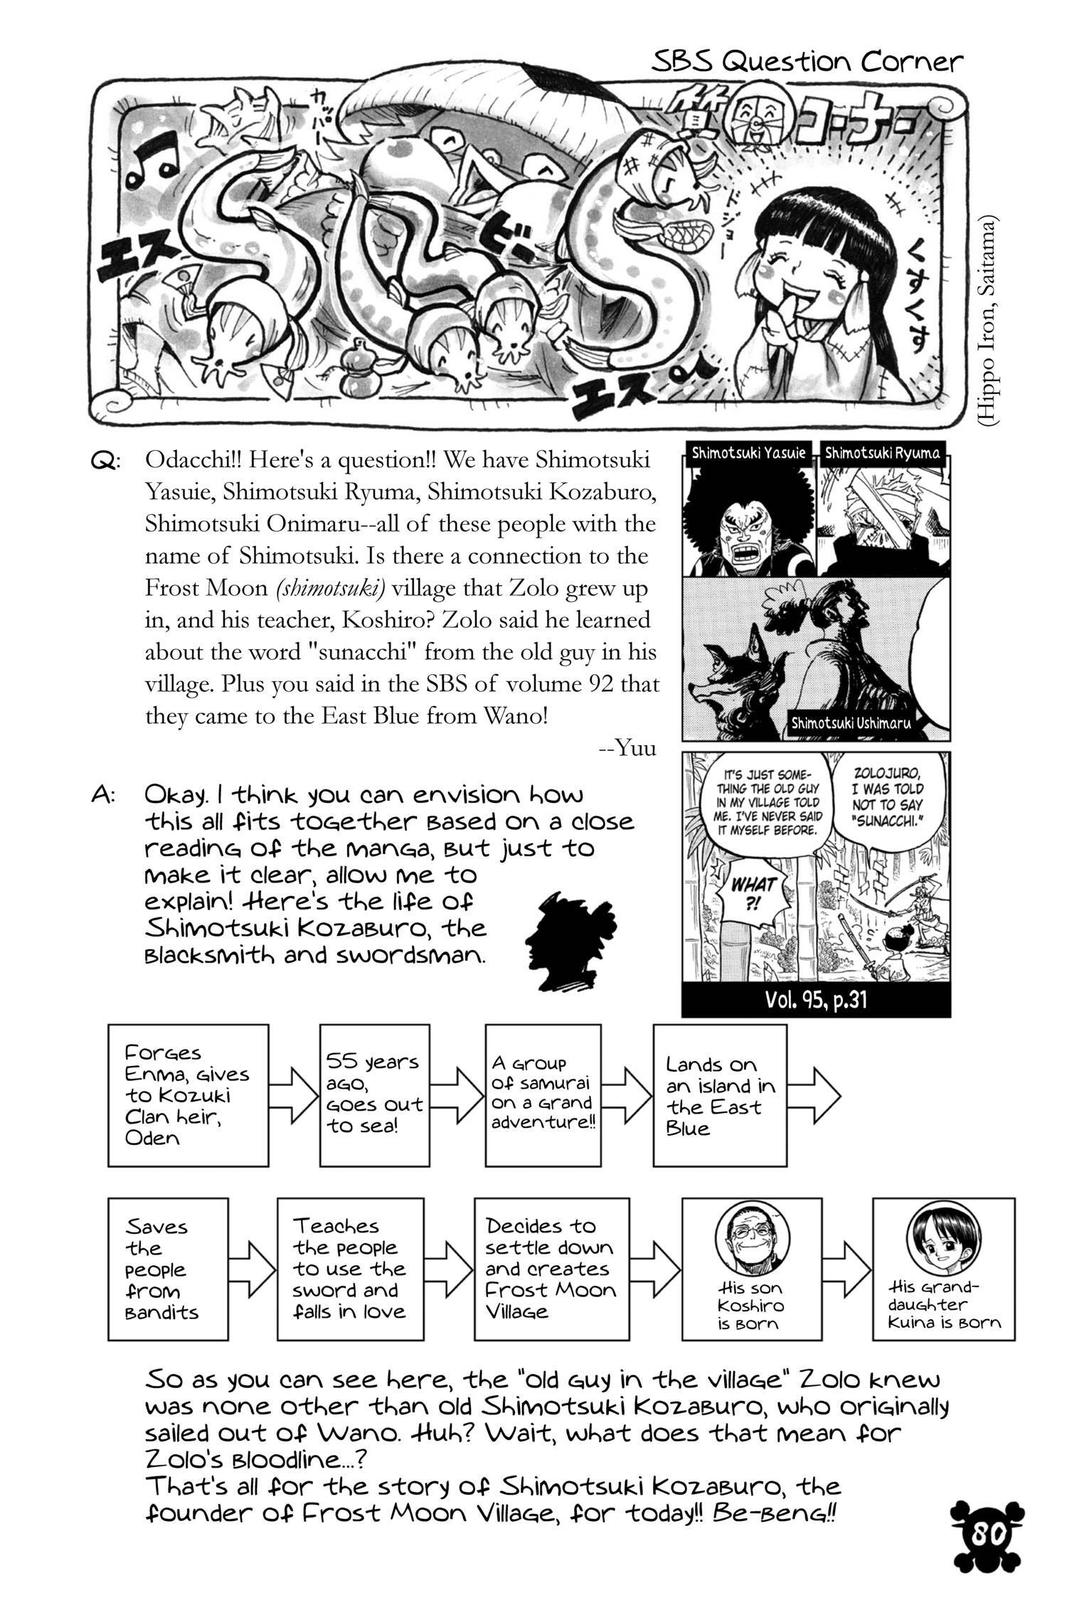 SBS Question Corner
カッパー
質問コーナー
エス
ビー
ドジョー
くすくす
エス
(Hippo Iron, Saitama)
Q: Odacchi!! Here's a question!! We have Shimotsuki
Yasuie, Shimotsuki Ryuma, Shimotsuki Kozaburo,
Shimotsuki Onimaru--all of these people with the
name of Shimotsuki. Is there a connection to the
Frost Moon (shimotsuki) village that Zolo grew up
in, and his teacher, Koshiro? Zolo said he learned
about the word "sunacchi" from the old guy in his
village. Plus you said in the SBS of volume 92 that
they came to the East Blue from Wano!
--Yuu
Shimotsuki Yasuie
Shimotsuki Ryuma
Shimotsuki Ushimaru
ZOLOJURO,
I WAS TOLD
NOT TO SAY
"SUNACCHI."
IT'S JUST SOME-
THING THE OLD GUY
IN MY VILLAGE TOLD
ME. I'VE NEVER SAID
IT MYSELF BEFORE.
WHAT
?!
Vol. 95, p.31
A: Okay. I think you can envision how
this all fits together based on a close
reading of the manga, but just to
make it clear, allow me to
explain! Here's the life of
Shimotsuki Kozaburo, the
blacksmith and swordsman.
Forges
Enma, gives
to Kozuki
Clan heir,
Oden
55 years
ago,
goes out
to sea!
A group
of samurai
on a grand
adventure!!
Lands on
an island in
the East
Blue
Saves
the
people
from
bandits
Teaches
the people
to use the
sword and
falls in love
Decides to
settle down
and creates
Frost Moon
Village
His son
Koshiro
is born
His grand-
daughter
Kuina is born
So as you can see here, the "old guy in the village" Zolo knew
was none other than old Shimotsuki Kozaburo, who originally
sailed out of Wano. Huh? Wait, what does that mean for
Zolo's bloodline...?
That's all for the story of Shimotsuki Kozaburo, the
founder of Frost Moon Village, for today!! Be-beng!!
80